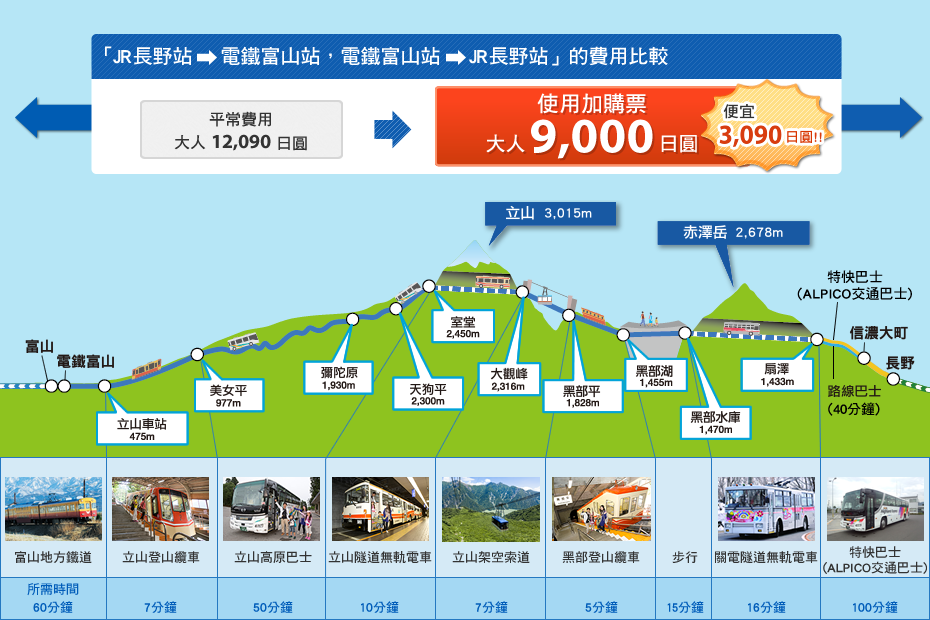 「JR長野站➡電鐵富山站，電鐵富山站➡JR長野站」的費用比較
平常費用
大人 12,090 日圓
使用加購票
大人 9,000 日圓
便宜
3,090 日圓!!
立山 3,015m
赤澤岳 2,678m
特快巴士
(ALPICO交通巴士)
信濃大町
長野
路線巴士
(40分鐘)
富山
電鐵富山
立山車站
475m
美女平
977m
彌陀原
1,930m
天狗平
2,300m
室堂
2,450m
大觀峰
2,316m
黑部平
1,828m
黑部湖
1,455m
黑部水庫
1,470m
扇澤
1,433m
富山地方鐵道
立山登山纜車
立山高原巴士
立山隧道無軌電車
立山架空索道
黑部登山纜車
步行
關電隧道無軌電車
特快巴士
(ALPICO交通巴士)
所需時間
60分鐘
7分鐘
50分鐘
10分鐘
7分鐘
5分鐘
15分鐘
16分鐘
100分鐘